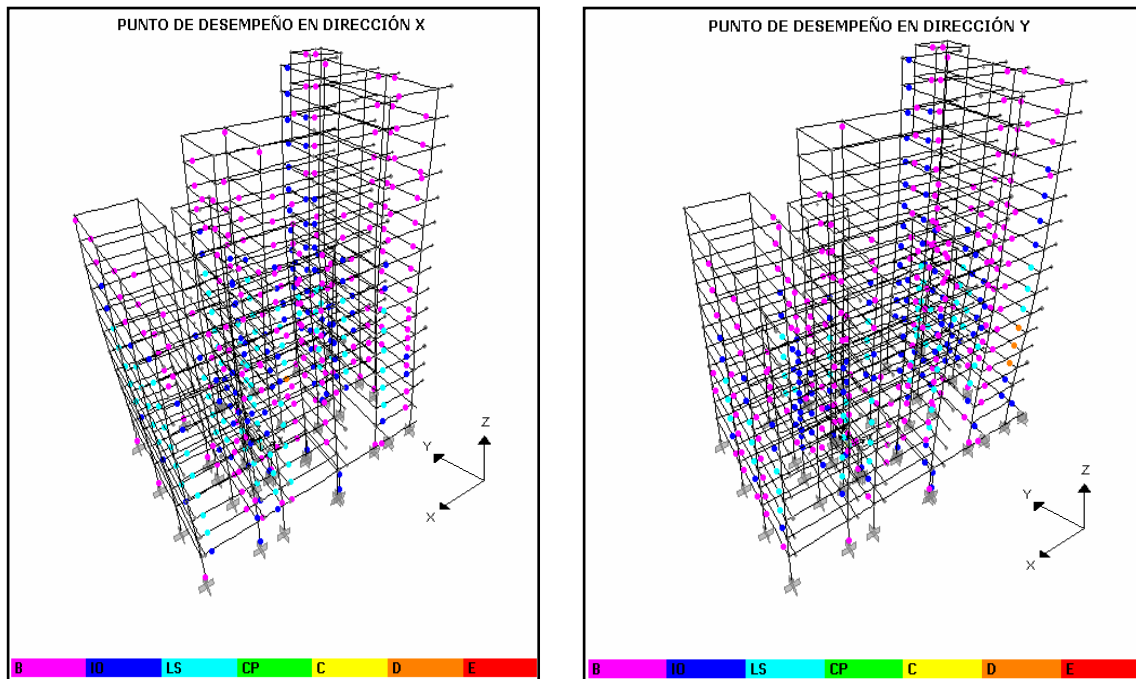 PUNTO DE DESEMPEÑO EN DIRECCIÓN X
Z
Y
X
B IO LS CP C D E
PUNTO DE DESEMPEÑO EN DIRECCIÓN Y
Z
Y
X
B IO LS CP C D E